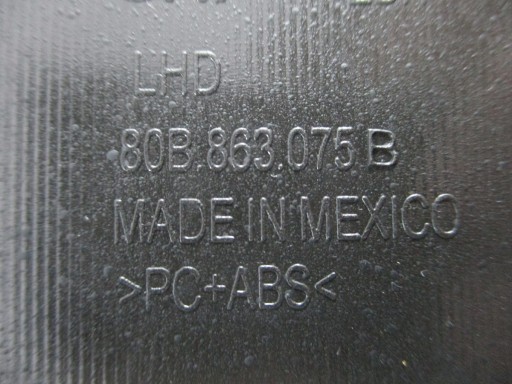 LHD
80B.863.075 B
MADE IN MEXICO
>PC+ABS<